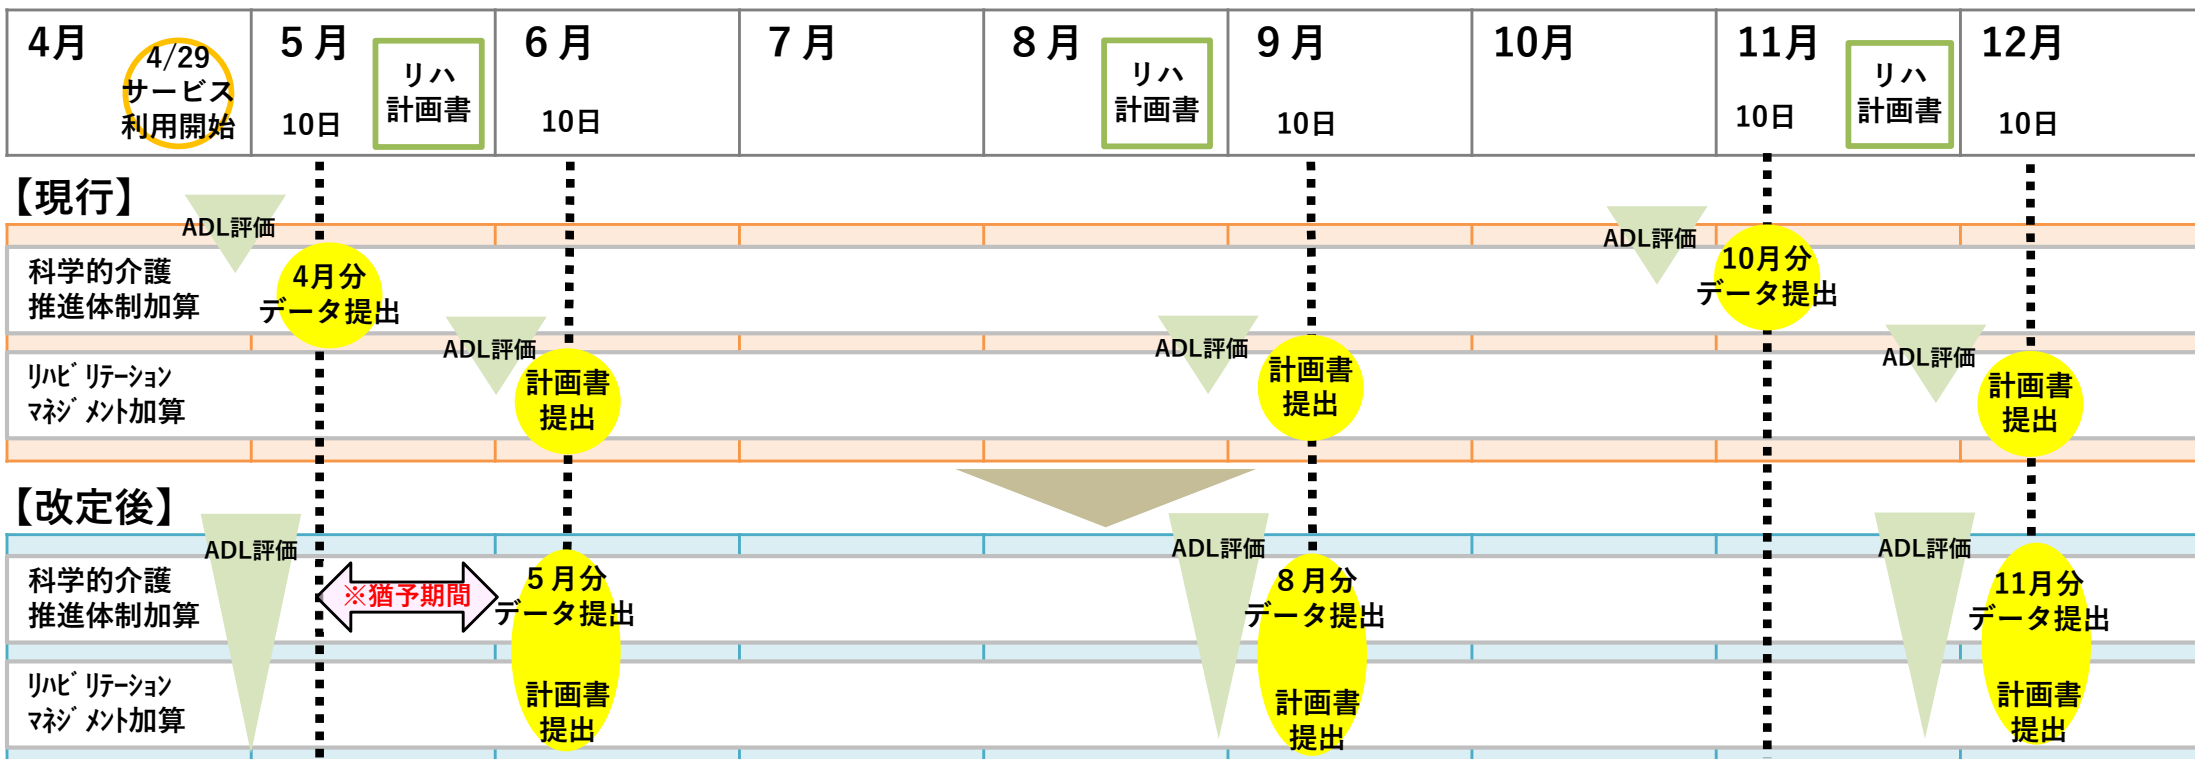 4月
4/29
サービス
利用開始
5月
10日
リハ
計画書
6月
10日
7月
8月
リハ
計画書
9月
10日
10月
11月
10日
リハ
計画書
12月
10日
【現行】
ADL評価
ADL評価
科学的介護
推進体制加算
4月分
データ提出
10月分
データ提出
ADL評価
ADL評価
ADL評価
リハビリテーション
マネジメント加算
計画書
提出
計画書
提出
計画書
提出
【改定後】
ADL評価
ADL評価
ADL評価
科学的介護
推進体制加算
※猶予期間
5月分
データ提出
8月分
データ提出
11月分
データ提出
リハビリテーション
マネジメント加算
計画書
提出
計画書
提出
計画書
提出